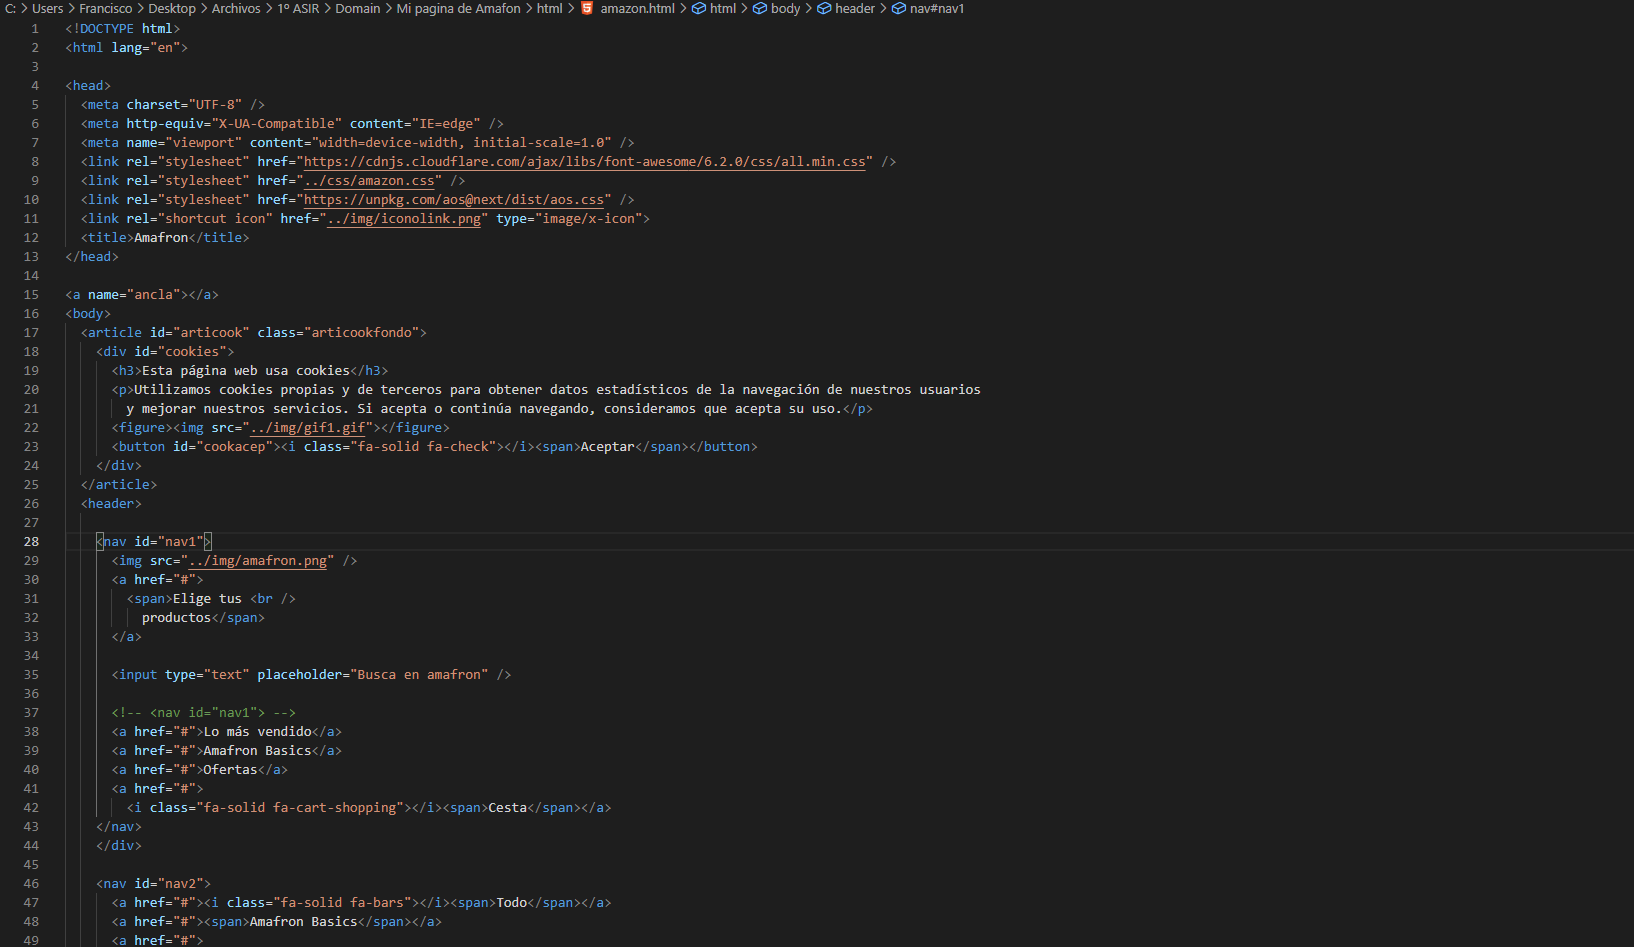 C: > Users > Francisco > Desktop > Archivos > 1º ASIR > Domain > Mi pagina de Amafon > html > amazon.html > html > body > header > nav#nav1
1 <!DOCTYPE html>
2 <html lang="en">
3
4 <head>
5 <meta charset="UTF-8" />
6 <meta http-equiv="X-UA-Compatible" content="IE=edge" />
7 <meta name="viewport" content="width=device-width, initial-scale=1.0" />
8 <link rel="stylesheet" href="https://cdnjs.cloudflare.com/ajax/libs/font-awesome/6.2.0/css/all.min.css" />
9 <link rel="stylesheet" href="../css/amazon.css" />
10 <link rel="stylesheet" href="https://unpkg.com/aos@next/dist/aos.css" />
11 <link rel="shortcut icon" href="../img/iconolink.png" type="image/x-icon">
12 <title>Amafron</title>
13 </head>
14
15 <a name="ancla"></a>
16 <body>
17 <article id="articook" class="articookfondo">
18 <div id="cookies">
19 <h3>Esta página web usa cookies</h3>
20 <p>Utilizamos cookies propias y de terceros para obtener datos estadísticos de la navegación de nuestros usuarios
21 y mejorar nuestros servicios. Si acepta o continúa navegando, consideramos que acepta su uso.</p>
22 <figure><img src="../img/gif1.gif"></figure>
23 <button id="cookacep"><i class="fa-solid fa-check"></i><span>Aceptar</span></button>
24 </div>
25 </article>
26 <header>
27
28 <nav id="nav1">
29 <img src="../img/amafron.png" />
30 <a href="#">
31 <span>Elige tus <br />
32 productos</span>
33 </a>
34
35 <input type="text" placeholder="Busca en amafron" />
36
37 <!-- <nav id="nav1"> -->
38 <a href="#">Lo más vendido</a>
39 <a href="#">Amafron Basics</a>
40 <a href="#">Ofertas</a>
41 <a href="#">
42 <i class="fa-solid fa-cart-shopping"></i><span>Cesta</span></a>
43 </nav>
44 </div>
45
46 <nav id="nav2">
47 <a href="#"><i class="fa-solid fa-bars"></i><span>Todo</span></a>
48 <a href="#"><span>Amafron Basics</span></a>
49 <a href="#">